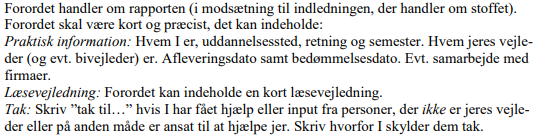 Forordet handler om rapporten (i modsætning til indledningen, der handler om stoffet).
Forordet skal være kort og præcist, det kan indeholde:
Praktisk information: Hvem I er, uddannelsessted, retning og semester. Hvem jeres vejle-
der (og evt. bivejleder) er. Afleveringsdato samt bedømmelsesdato. Evt. samarbejde med
firmaer.
Læsevejledning: Forordet kan indeholde en kort læsevejledning.
Tak: Skriv ”tak til…” hvis I har fået hjælp eller input fra personer, der ikke er jeres vejle-
der eller på anden måde er ansat til at hjælpe jer. Skriv hvorfor I skylder dem tak.